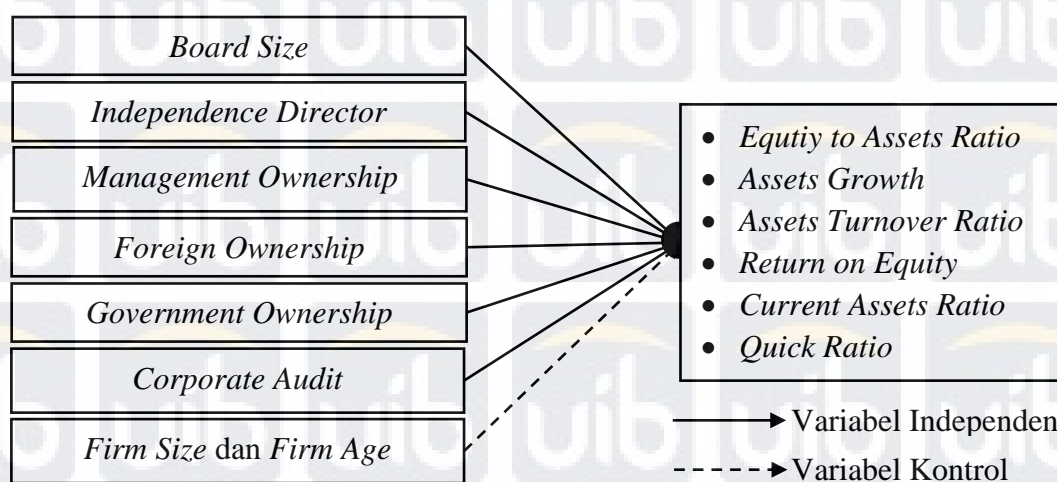 Board Size
Independence Director
Management Ownership
Foreign Ownership
Government Ownership
Corporate Audit
Firm Size dan Firm Age
• Equtiy to Assets Ratio
• Assets Growth
• Assets Turnover Ratio
• Return on Equity
• Current Assets Ratio
• Quick Ratio
Variabel Independen
Variabel Kontrol
uib